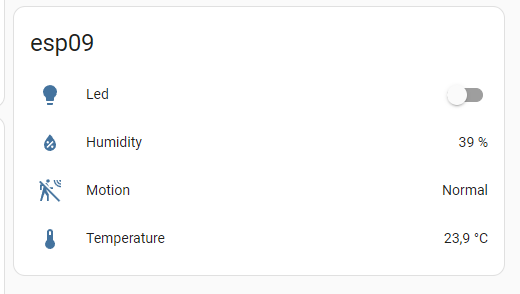 esp09
Led
Humidity 39 %
Motion Normal
Temperature 23,9 °C